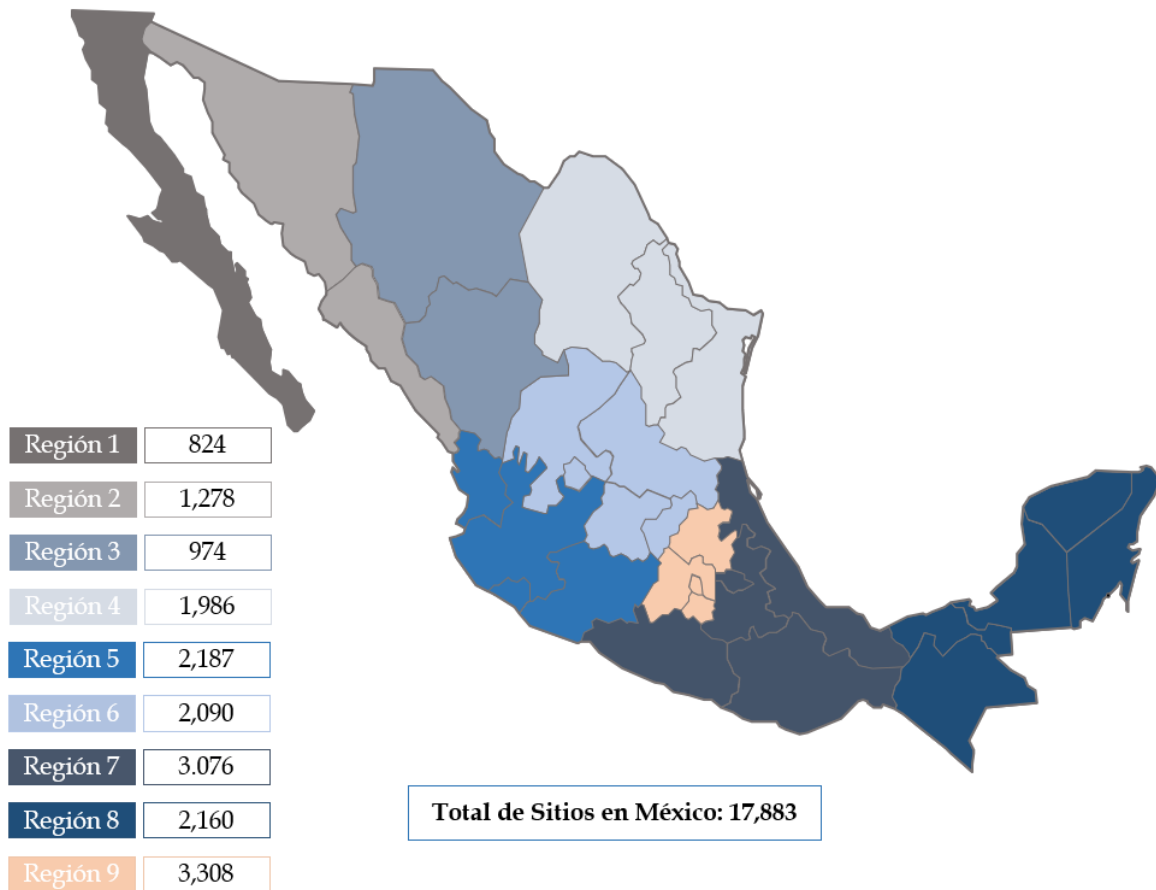 Región 1 824
Región 2 1,278
Región 3 974
Región 4 1,986
Región 5 2,187
Región 6 2,090
Región 7 3.076
Región 8 2,160
Región 9 3,308
Total de Sitios en México: 17,883